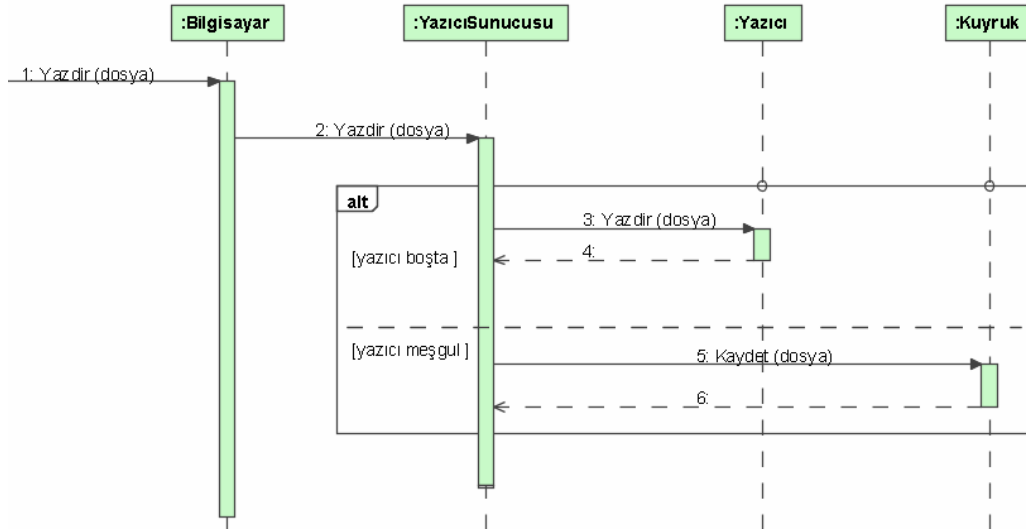 :Bilgisayar
:YazıcıSunucusu
:Yazıcı
:Kuyruk
1: Yazdir (dosya)
2: Yazdir (dosya)
alt
3: Yazdir (dosya)
4:
[yazıcı boşta ]
[yazıcı meşgul ]
5: Kaydet (dosya)
6: